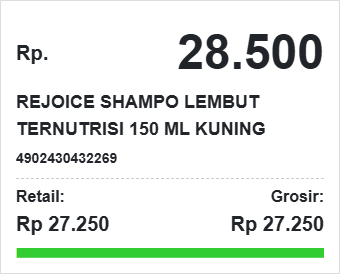 Rp. 28.500
REJOICE SHAMPO LEMBUT
TERNUTRISI 150 ML KUNING
4902430432269
Retail: Grosir:
Rp 27.250 Rp 27.250